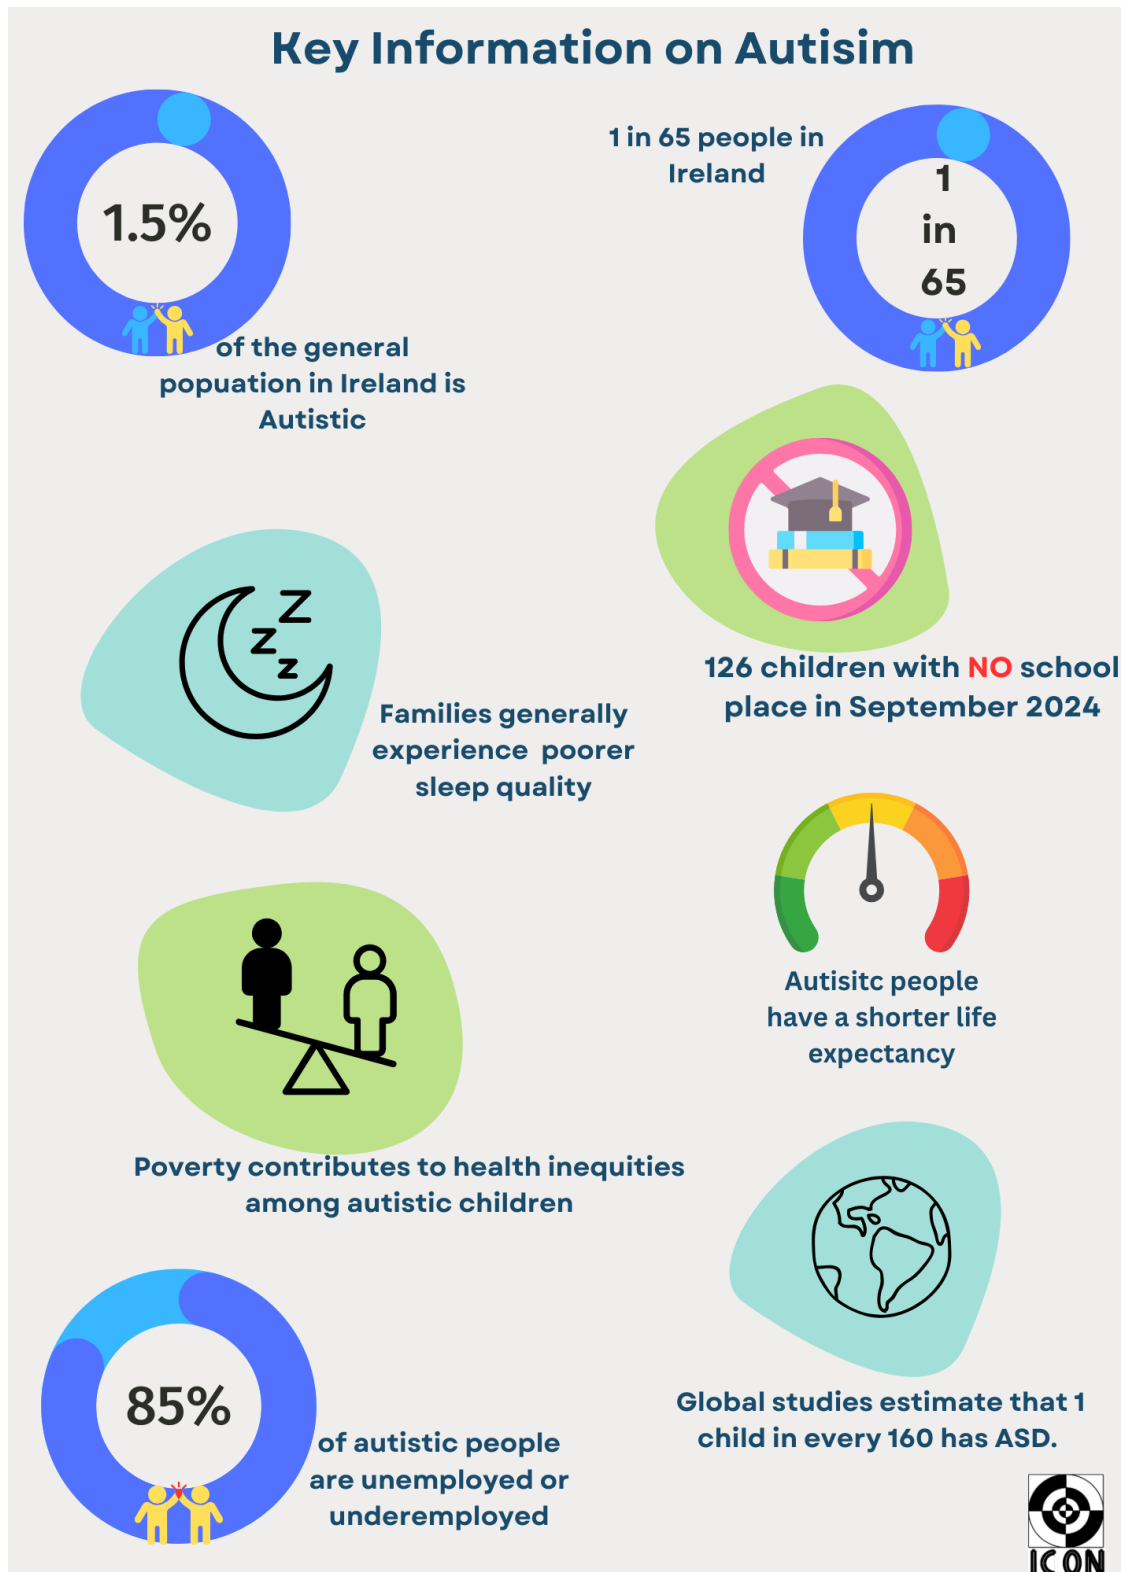 Key Information on Autisim
1.5%
of the general
popuation in Ireland is
Autistic
1 in 65 people in
Ireland
1
in
65
126 children with NO school
place in September 2024
Z
z
z
Families generally
experience poorer
sleep quality
Autisitc people
have a shorter life
expectancy
Poverty contributes to health inequities
among autistic children
Global studies estimate that 1
child in every 160 has ASD.
85%
of autistic people
are unemployed or
underemployed
ICON